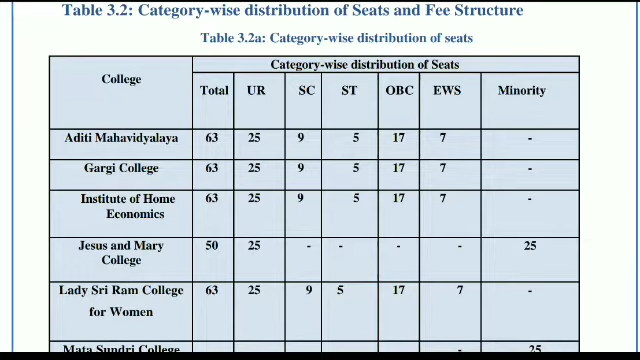 Table 3.2: Category-wise distribution of Seats and Fee Structure
Table 3.2a: Category-wise distribution of seats
College
Category-wise distribution of Seats
Total UR SC ST OBC EWS Minority
Aditi Mahavidyalaya 63 25 9 5 17 7 -
Gargi College 63 25 9 5 17 7 -
Institute of Home 63 25 9 5 17 7 -
Economics
Jesus and Mary 50 25 - - - - 25
College
Lady Sri Ram College 63 25 9 5 17 7 -
for Women
Mata Sundri College - 25